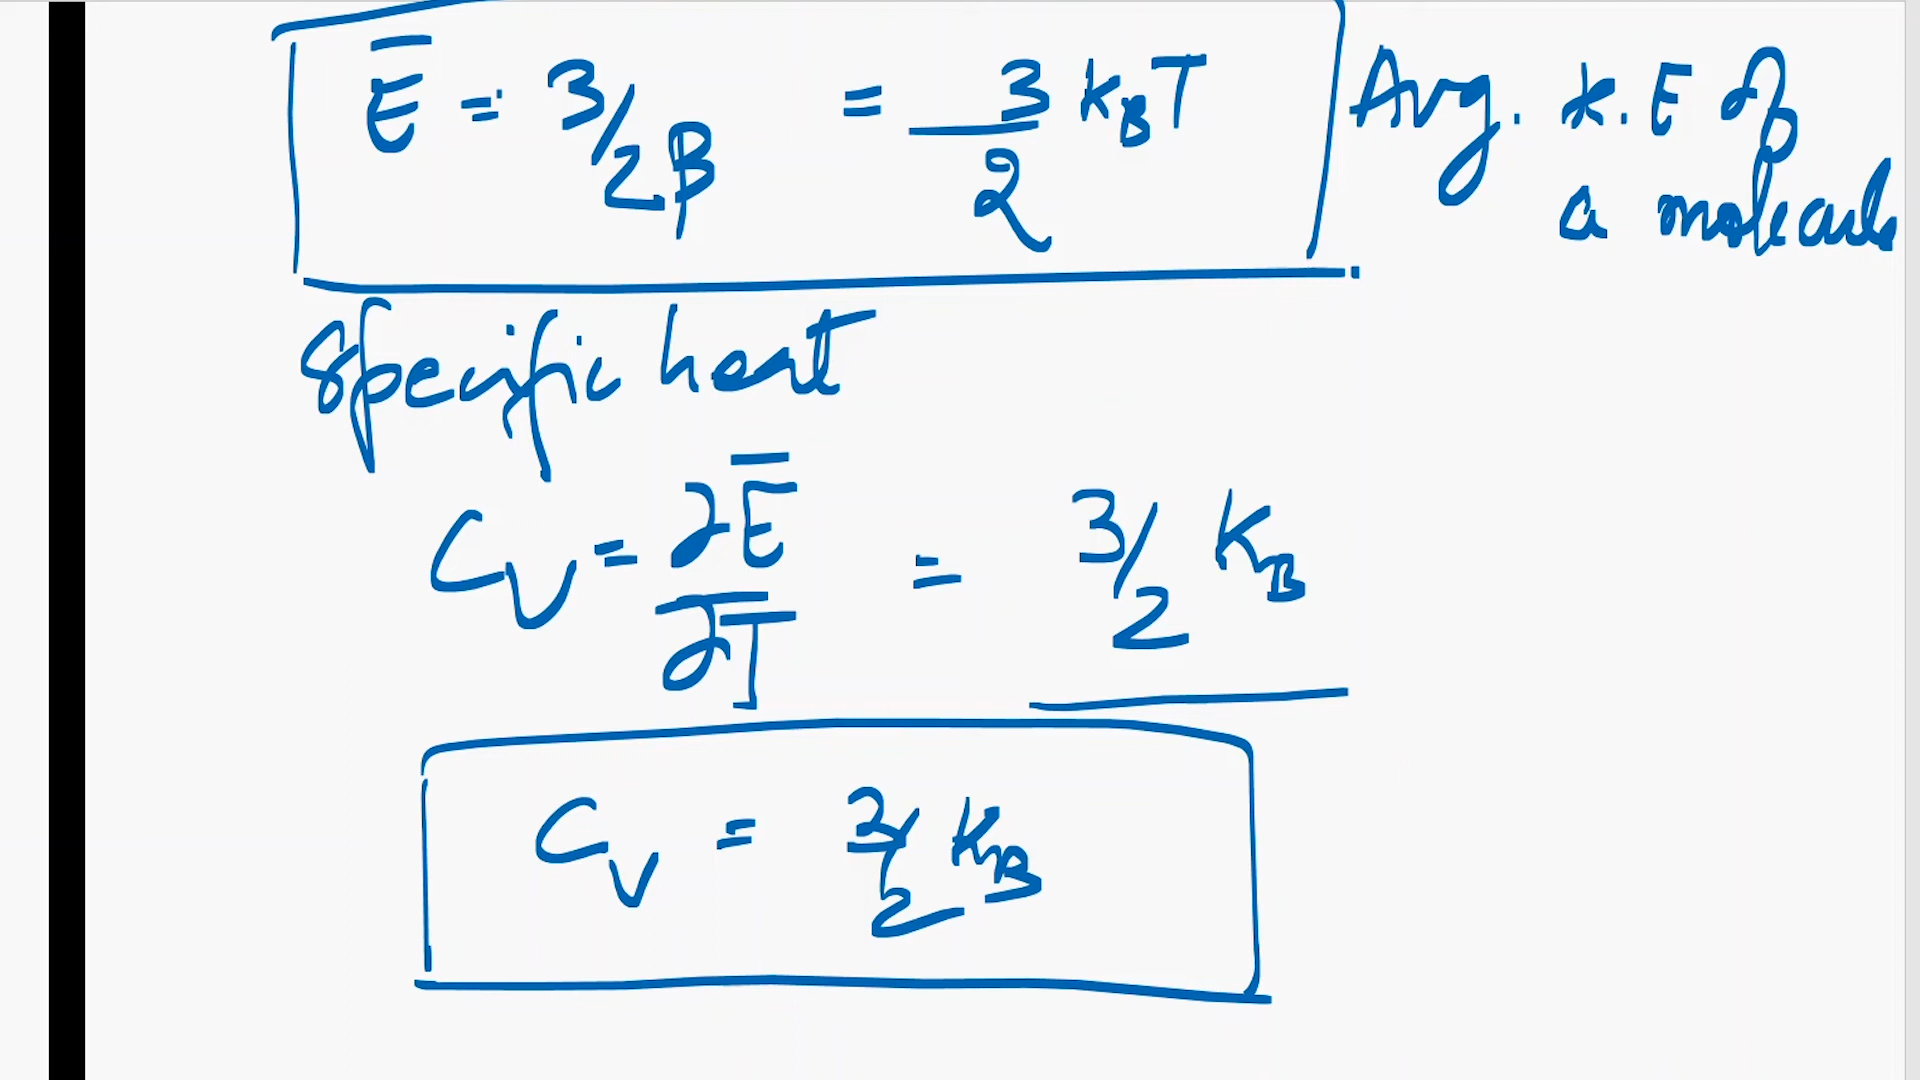 E̅ = 3/2β = 3/2 k_B T Avg. K.E of
a molecule
Specific heat
C_V = ∂E̅/∂T = 3/2 K_B
C_V = 3/2 K_B